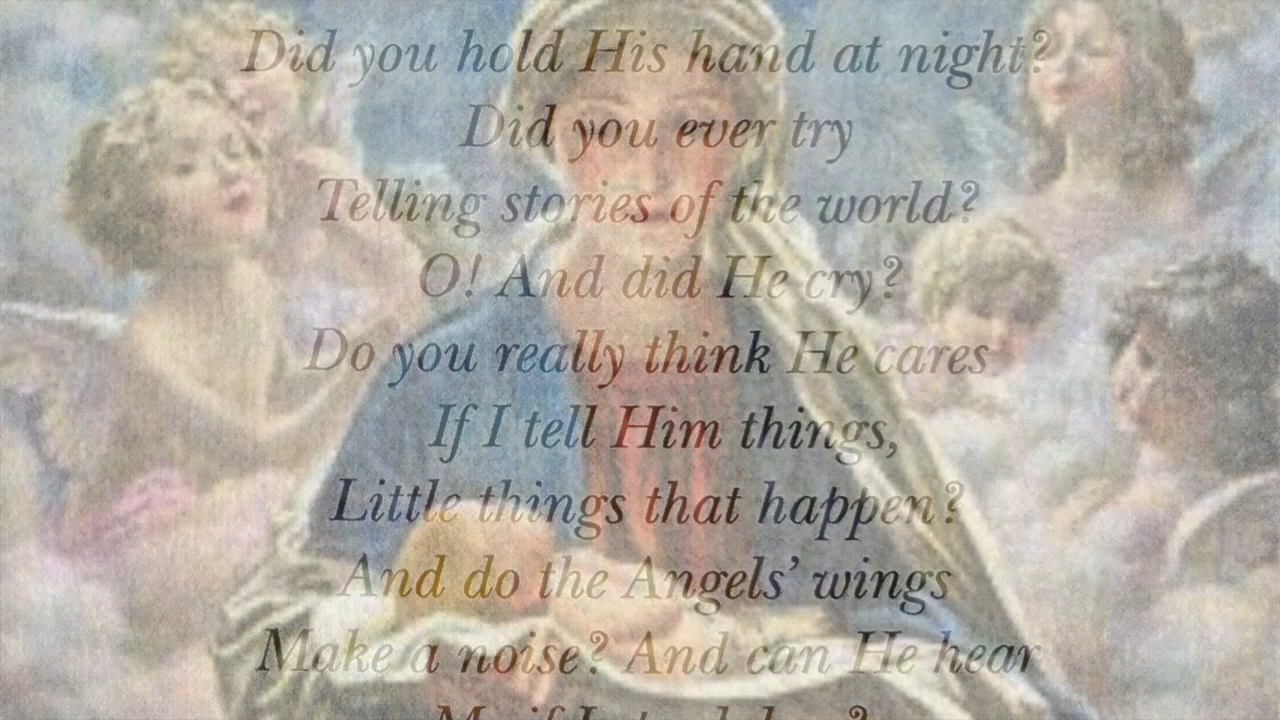 Did you hold His hand at night?
Did you ever try
Telling stories of the world?
O! And did He cry?
Do you really think He cares
If I tell Him things,
Little things that happen?
And do the Angels’ wings
Make a noise? And can He hear
Me if I